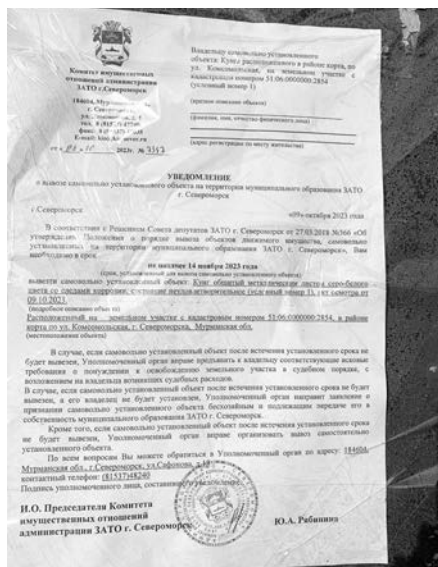 Комитет имущественных
отношений администрации
ЗАТО г.Североморск
184604, Мурманская
г. Североморск
E-mail:
2023г. № 3353
Владельцу самовольно установленного
объекта: Кунг расположенного в районе корта, по
ул. Комсомольская, на земельном участке с
кадастровым номером 51:06:0000000:2854
(условный номер 1)
(краткое описание объекта)
(фамилия, имя, отчество физического лица)
(адрес регистрации по месту жительства)
УВЕДОМЛЕНИЕ
о вывозе самовольно установленного объекта на территории муниципального образования ЗАТО
г. Североморск
г.Североморск
«09» октября 2023 года
В соответствии с Решением Совета депутатов ЗАТО г. Североморск от 27.03.2018 №366 «Об
утверждении Положения о порядке вывоза объектов движимого имущества, самовольно
установленных на территории муниципального образования ЗАТО г. Североморск», Вам
необходимо в срок
не позднее 14 ноября 2023 года
(срок, установленный для вывоза самовольно установленного объекта)
вывезти самовольно установленный объект: Кунг обшитый металлическим листом серо-белого
света со следами коррозии, состояние неудовлетворительное (условный номер 1), акт осмотра от
09.10.2023.
(подробное описание объекта)
Расположенный на земельном участке с кадастровым номером 51:06:0000000:2854, в районе
корта по ул. Комсомольская, г. Североморска, Мурманская обл.
(местоположение объекта)
В случае, если самовольно установленный объект после истечения установленного срока не
будет вывезен, Уполномоченный орган вправе предъявить к владельцу соответствующие исковые
требования о понуждении к освобождению земельного участка в судебном порядке, с
возложением на владельца возникающих судебных расходов.
В случае, если самовольно установленный объект после истечения установленного срока не будет
вывезен, а его владелец не будет установлен, Уполномоченный орган направит заявление о
признании самовольно установленного объекта бесхозяйным и подлежащим передаче его в
собственность муниципального образования ЗАТО г. Североморск.
Кроме того, если самовольно установленный объект после истечения установленного срока
не будет вывезен, Уполномоченный орган вправе организовать вывоз самостоятельно
установленного объекта.
По всем вопросам Вы можете обратиться в Уполномоченный орган по адресу: 184604,
Мурманская обл., г.Североморск, ул.Сафонова, д.
контактный телефон: (81537)48240
Подпись уполномоченного лица, составившего уведомление
И.О. Председателя Комитета
имущественных отношений
администрации ЗАТО г. Североморск
Ю.А. Рябинина